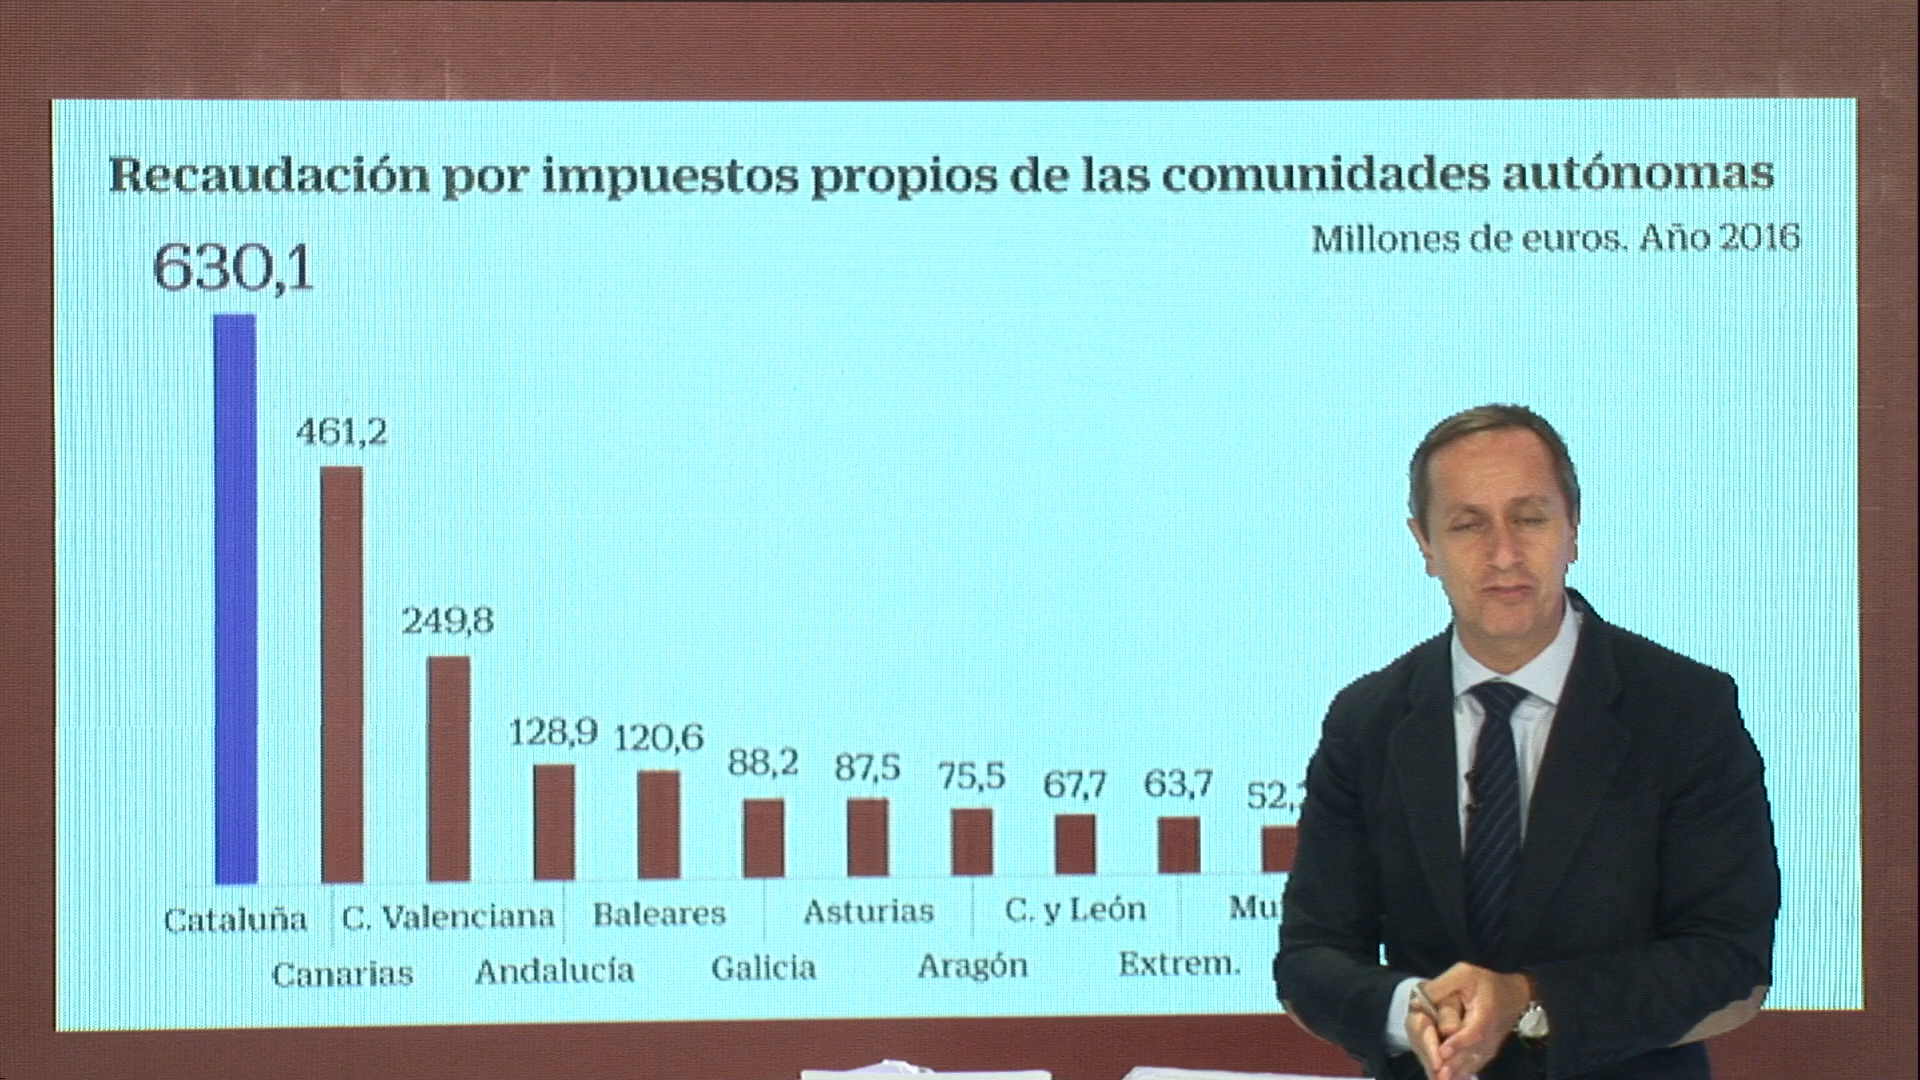 Recaudación por impuestos propios de las comunidades autónomas
Millones de euros. Año 2016
630,1
461,2
249,8
128,9 120,6 88,2 87,5 75,5 67,7 63,7 52,
Cataluña C. Valenciana Baleares Asturias C. y León
Canarias Andalucía Galicia Aragón Extrem.